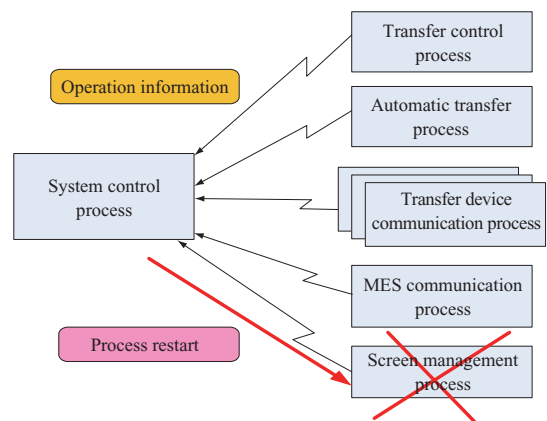 Transfer control
process
Operation information
Automatic transfer
process
System control
process
Transfer device
communication process
MES communication
process
Process restart
Screen management
process